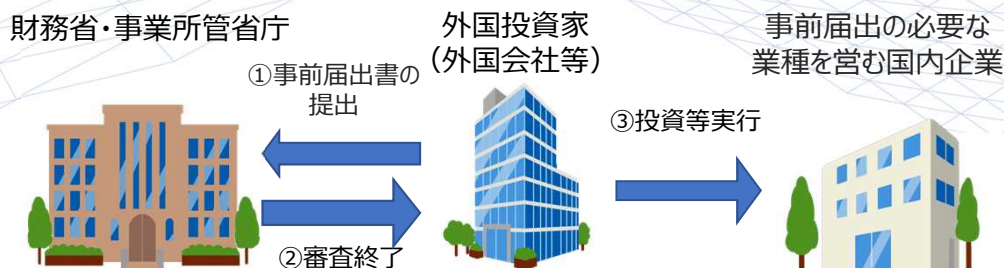 財務省・事業所管省庁
外国投資家
（外国会社等）
事前届出の必要な
業種を営む国内企業
①事前届出書の
提出
②審査終了
③投資等実行